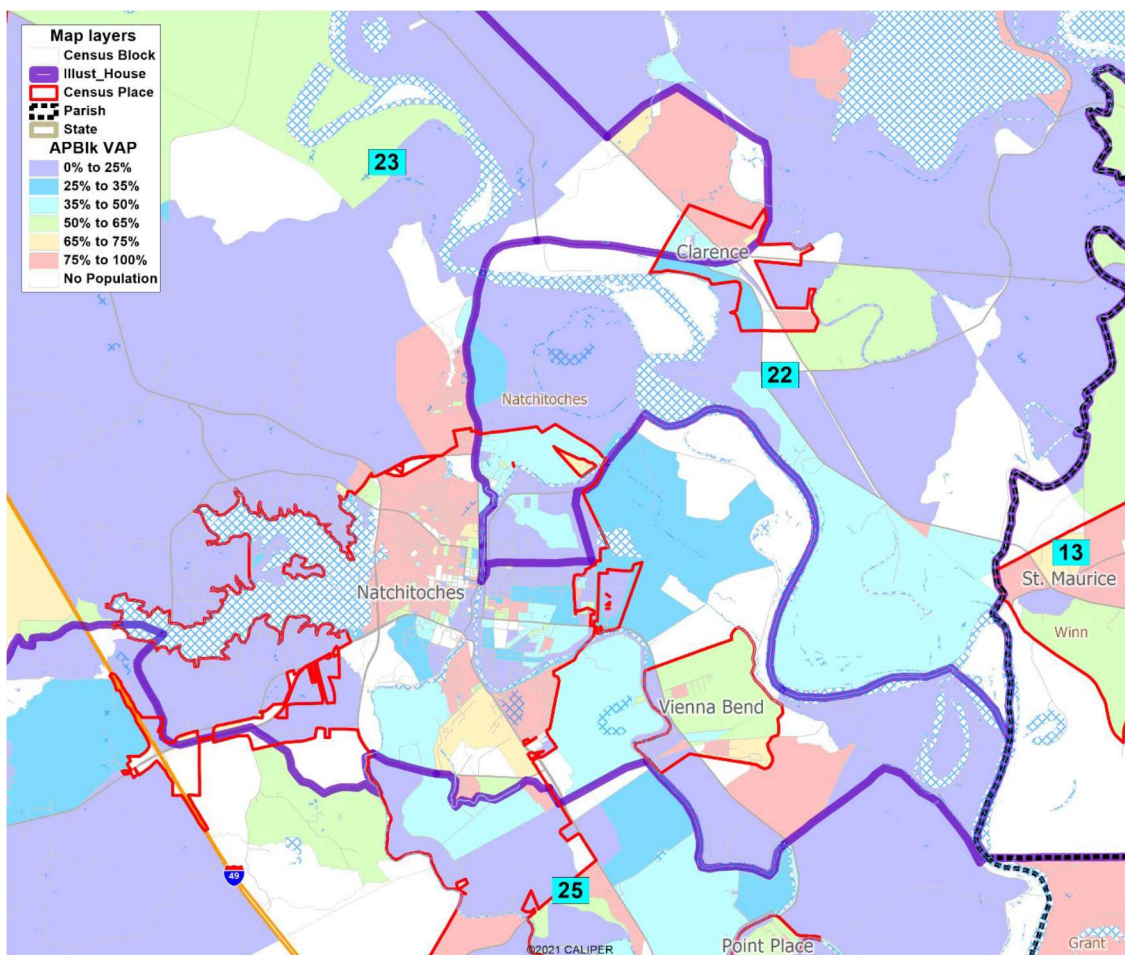 Map layers
Census Block
Illust_House
Census Place
Parish
State
APBlk VAP
0% to 25%
25% to 35%
35% to 50%
50% to 65%
65% to 75%
75% to 100%
No Population
23
Clarence
22
Natchitoches
13
St. Maurice
Natchitoches
Winn
Vienna Bend
49
25
©2021 CALIPER
Point Place
Grant